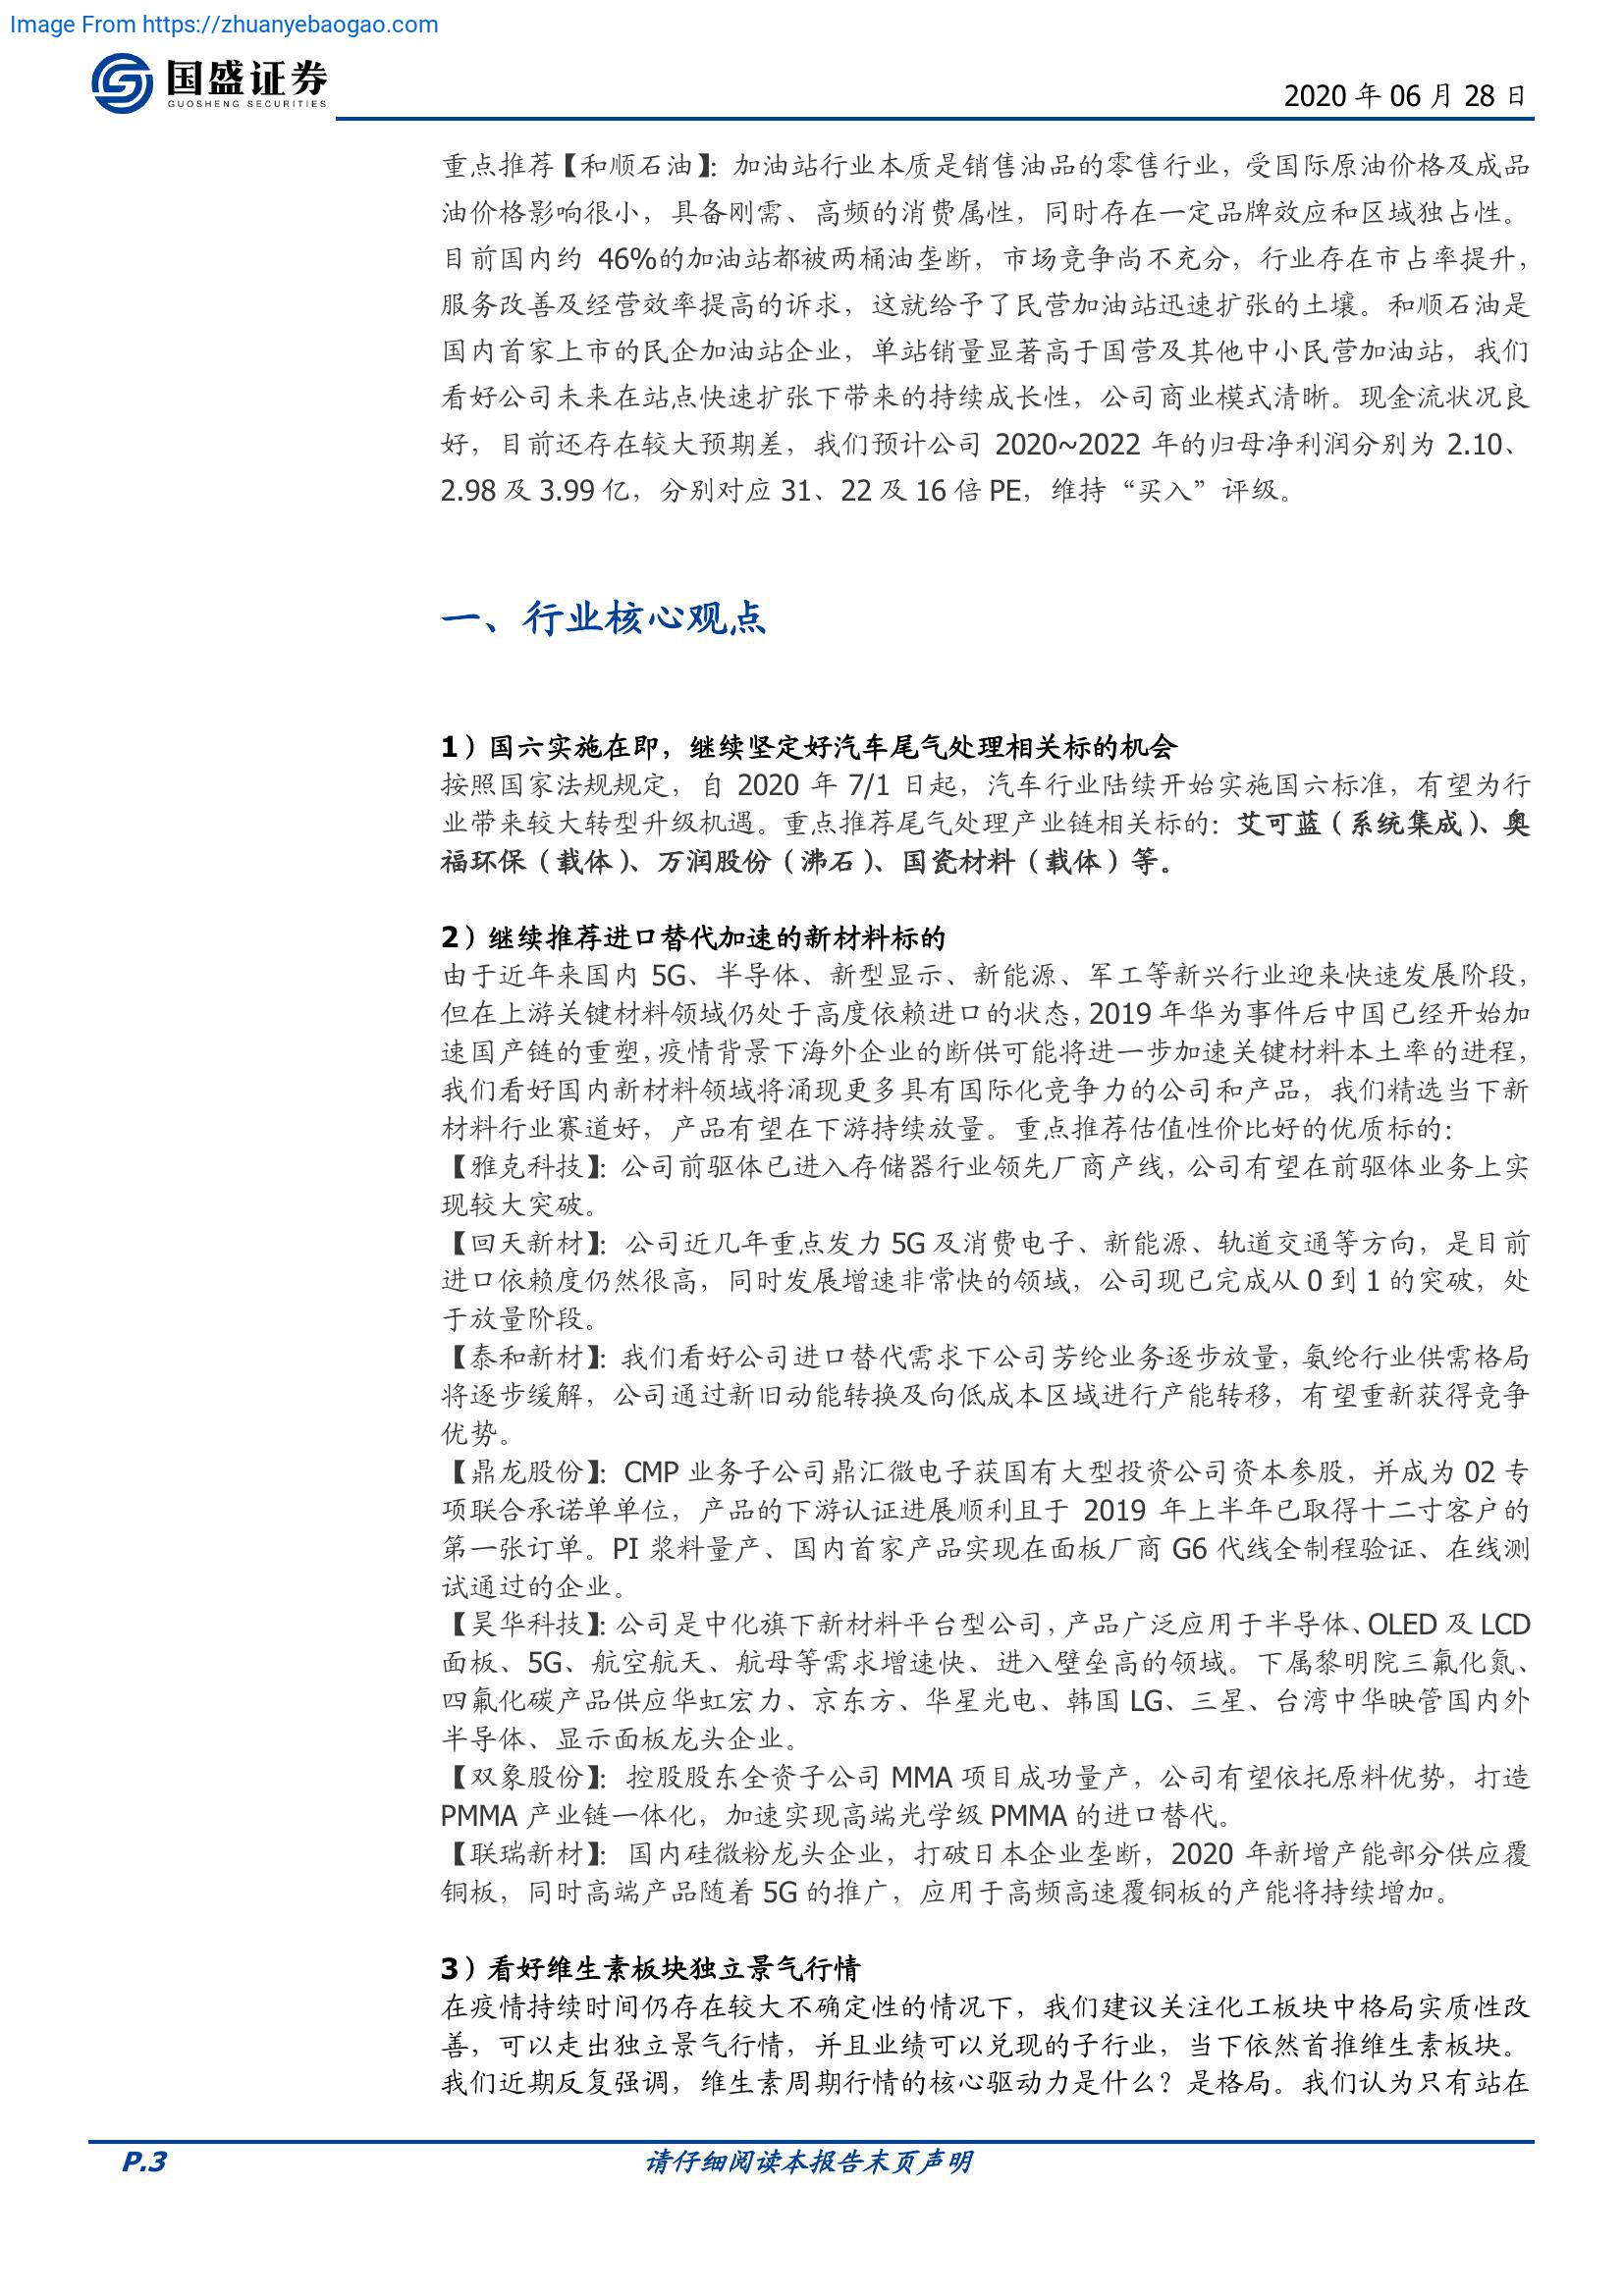 Image From https://zhuanyebaogao.com
国盛证券
GUOSHENG SECURITIES
2020 年 06 月 28 日
重点推荐【和顺石油】：加油站行业本质是销售油品的零售行业，受国际原油价格及成品
油价格影响很小，具备刚需、高频的消费属性，同时存在一定品牌效应和区域独占性。
目前国内约 46%的加油站都被两桶油垄断，市场竞争尚不充分，行业存在市占率提升，
服务改善及经营效率提高的诉求，这就给予了民营加油站迅速扩张的土壤。和顺石油是
国内首家上市的民企加油站企业，单站销量显著高于国营及其他中小民营加油站，我们
看好公司未来在站点快速扩张下带来的持续成长性，公司商业模式清晰。现金流状况良
好，目前还存在较大预期差，我们预计公司 2020~2022 年的归母净利润分别为 2.10、
2.98 及 3.99 亿，分别对应 31、22 及 16 倍 PE，维持“买入”评级。
一、行业核心观点
1）国六实施在即，继续坚定好汽车尾气处理相关标的机会
按照国家法规规定，自 2020 年 7/1 日起，汽车行业陆续开始实施国六标准，有望为行
业带来较大转型升级机遇。重点推荐尾气处理产业链相关标的：艾可蓝（系统集成）、奥
福环保（载体）、万润股份（沸石）、国瓷材料（载体）等。
2）继续推荐进口替代加速的新材料标的
由于近年来国内 5G、半导体、新型显示、新能源、军工等新兴行业迎来快速发展阶段，
但在上游关键材料领域仍处于高度依赖进口的状态，2019 年华为事件后中国已经开始加
速国产链的重塑，疫情背景下海外企业的断供可能将进一步加速关键材料本土率的进程，
我们看好国内新材料领域将涌现更多具有国际化竞争力的公司和产品，我们精选当下新
材料行业赛道好，产品有望在下游持续放量。重点推荐估值性价比好的优质标的：
【雅克科技】：公司前驱体已进入存储器行业领先厂商产线，公司有望在前驱体业务上实
现较大突破。
【回天新材】：公司近几年重点发力 5G 及消费电子、新能源、轨道交通等方向，是目前
进口依赖度仍然很高，同时发展增速非常快的领域，公司现已完成从 0 到 1 的突破，处
于放量阶段。
【泰和新材】：我们看好公司进口替代需求下公司芳纶业务逐步放量，氨纶行业供需格局
将逐步缓解，公司通过新旧动能转换及向低成本区域进行产能转移，有望重新获得竞争
优势。
【鼎龙股份】：CMP 业务子公司鼎汇微电子获国有大型投资公司资本参股，并成为 02 专
项联合承诺单单位，产品的下游认证进展顺利且于 2019 年上半年已取得十二寸客户的
第一张订单。PI 浆料量产、国内首家产品实现在面板厂商 G6 代线全制程验证、在线测
试通过的企业。
【昊华科技】：公司是中化旗下新材料平台型公司，产品广泛应用于半导体、OLED 及 LCD
面板、5G、航空航天、航母等需求增速快、进入壁垒高的领域。下属黎明院三氟化氮、
四氟化碳产品供应华虹宏力、京东方、华星光电、韩国 LG、三星、台湾中华映管国内外
半导体、显示面板龙头企业。
【双象股份】：控股股东全资子公司 MMA 项目成功量产，公司有望依托原料优势，打造
PMMA 产业链一体化，加速实现高端光学级 PMMA 的进口替代。
【联瑞新材】：国内硅微粉龙头企业，打破日本企业垄断，2020 年新增产能部分供应覆
铜板，同时高端产品随着 5G 的推广，应用于高频高速覆铜板的产能将持续增加。
3）看好维生素板块独立景气行情
在疫情持续时间仍存在较大不确定性的情况下，我们建议关注化工板块中格局实质性改
善，可以走出独立景气行情，并且业绩可以兑现的子行业，当下依然首推维生素板块。
我们近期反复强调，维生素周期行情的核心驱动力是什么？是格局。我们认为只有站在
P.3
请仔细阅读本报告末页声明